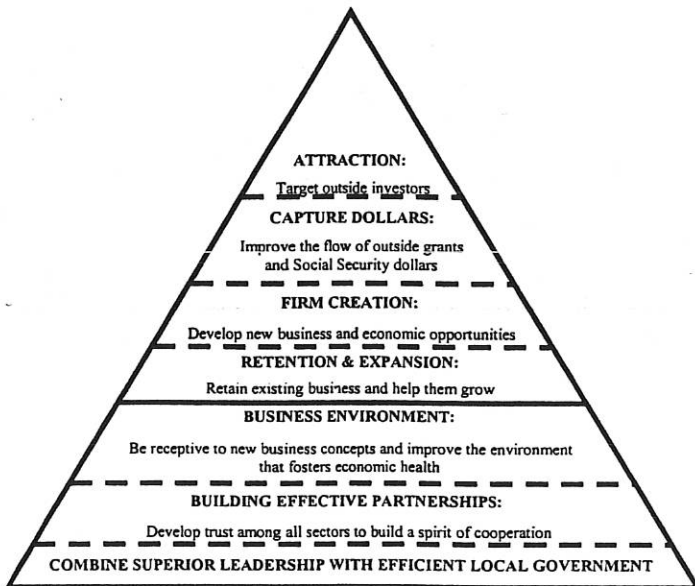 ATTRACTION:
Target outside investors
CAPTURE DOLLARS:
Improve the flow of outside grants
and Social Security dollars
FIRM CREATION:
Develop new business and economic opportunities
RETENTION & EXPANSION:
Retain existing business and help them grow
BUSINESS ENVIRONMENT:
Be receptive to new business concepts and improve the environment
that fosters economic health
BUILDING EFFECTIVE PARTNERSHIPS:
Develop trust among all sectors to build a spirit of cooperation
COMBINE SUPERIOR LEADERSHIP WITH EFFICIENT LOCAL GOVERNMENT